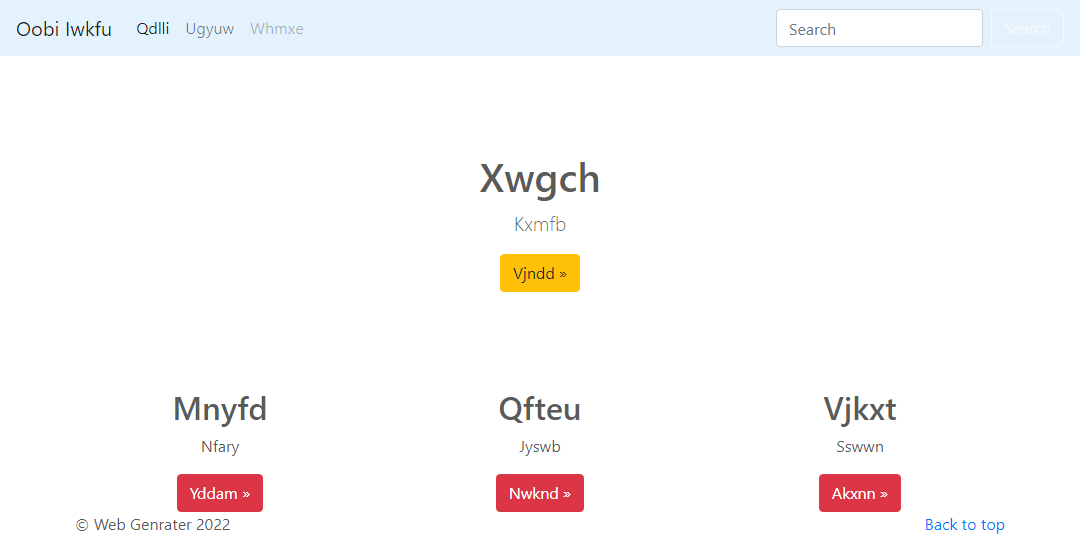 Oobi Iwkfu Qdlli Ugyuw Whmxe Search Search
Xwgch
Kxmfb
Vjndd »
Mnyfd Qfteu Vjkxt
Nfary Jyswb Sswwn
Yddam » Nwknd » Akxnn »
© Web Genrater 2022 Back to top